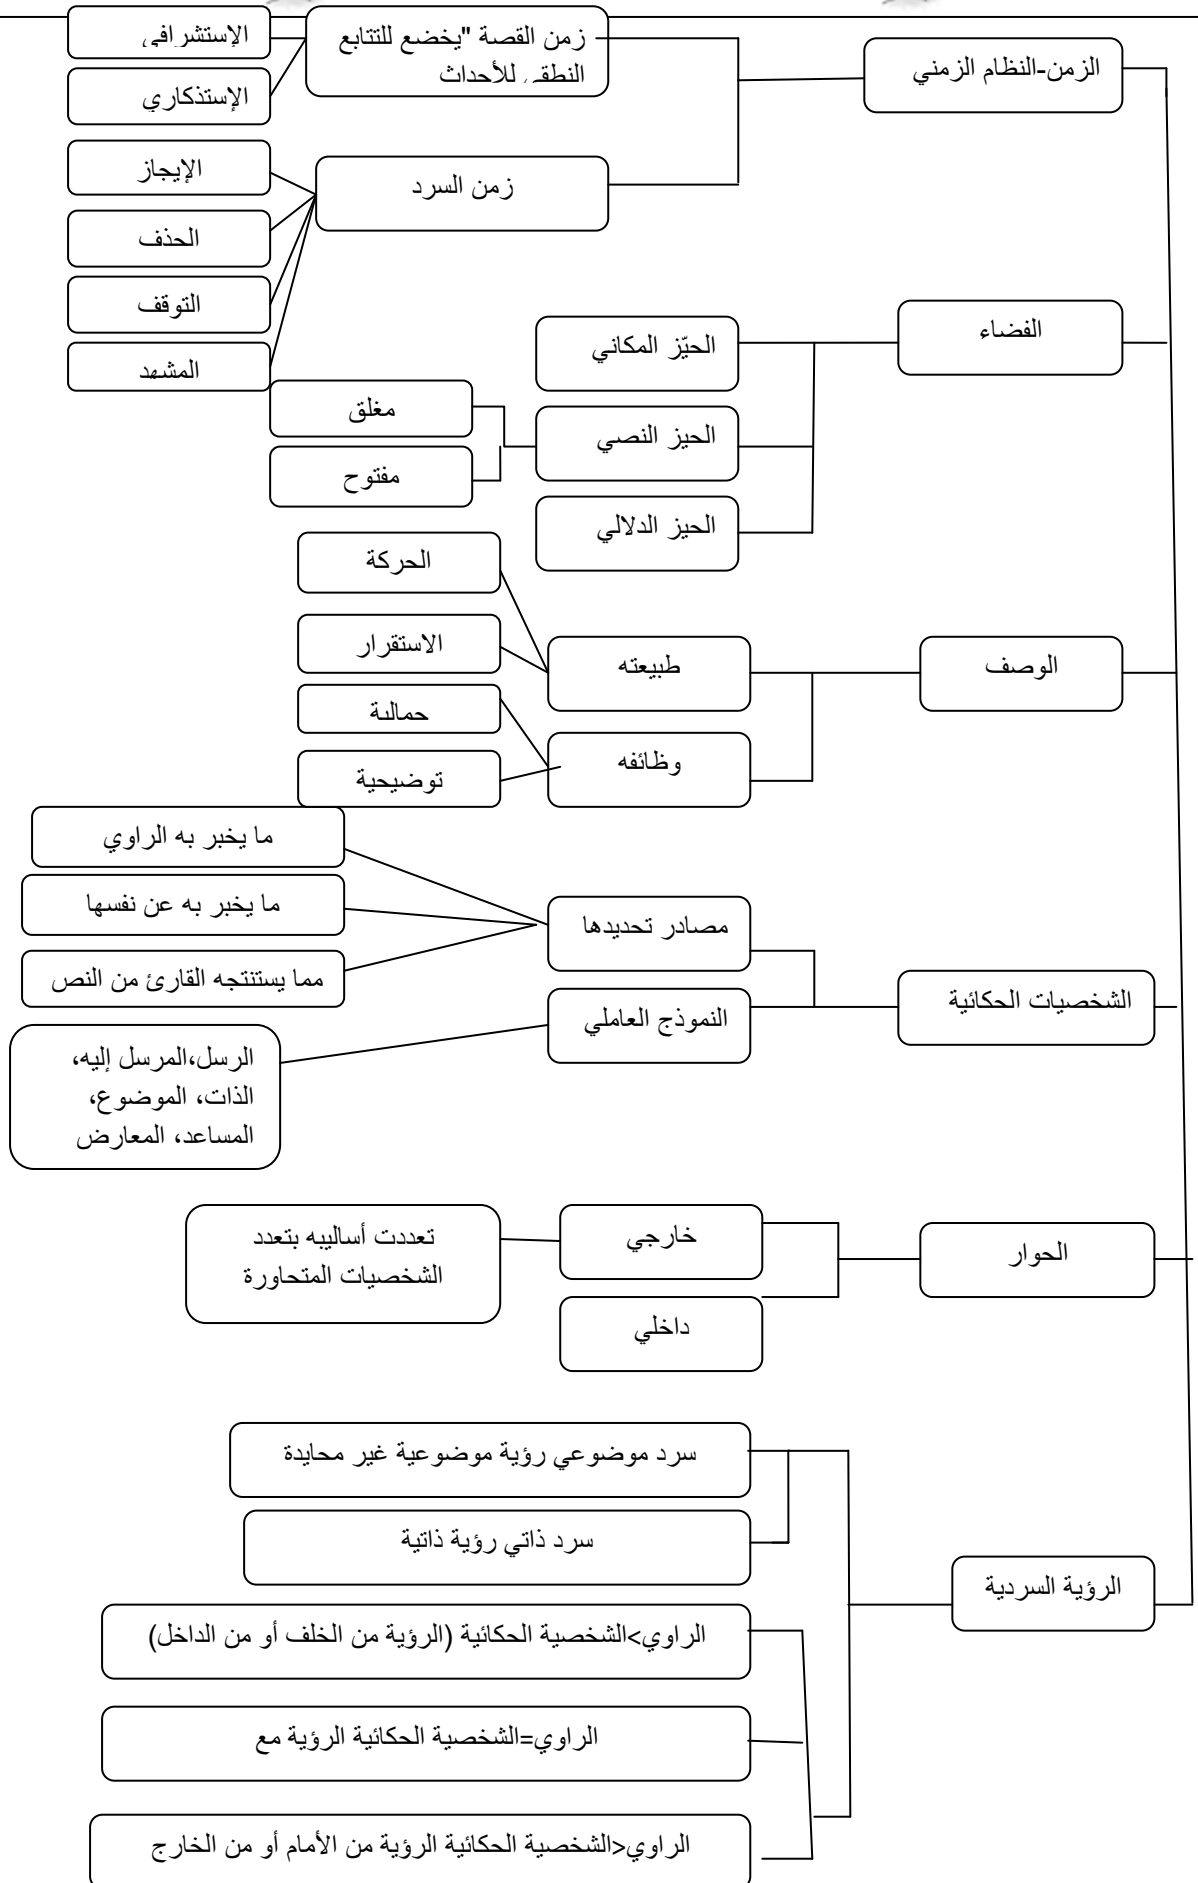 الزمن-النظام الزمني
زمن القصة "يخضع للتتابع
النطقي للأحداث
الإستشرافي
الإستذكاري
زمن السرد
الإيجاز
الحذف
التوقف
المشهد
الفضاء
الحيّز المكاني
الحيز النصي
مغلق
مفتوح
الحيز الدلالي
الوصف
طبيعته
الحركة
الاستقرار
وظائفه
جمالية
توضيحية
الشخصيات الحكائية
مصادر تحديدها
ما يخبر به الراوي
ما يخبر به عن نفسها
مما يستنتجه القارئ من النص
النموذج العاملي
الرسل،المرسل إليه،
الذات، الموضوع،
المساعد، المعارض
الحوار
خارجي
تعددت أساليبه بتعدد
الشخصيات المتحاورة
داخلي
الرؤية السردية
سرد موضوعي رؤية موضوعية غير محايدة
سرد ذاتي رؤية ذاتية
الراوي>الشخصية الحكائية (الرؤية من الخلف أو من الداخل)
الراوي=الشخصية الحكائية الرؤية مع
الراوي<الشخصية الحكائية الرؤية من الأمام أو من الخارج